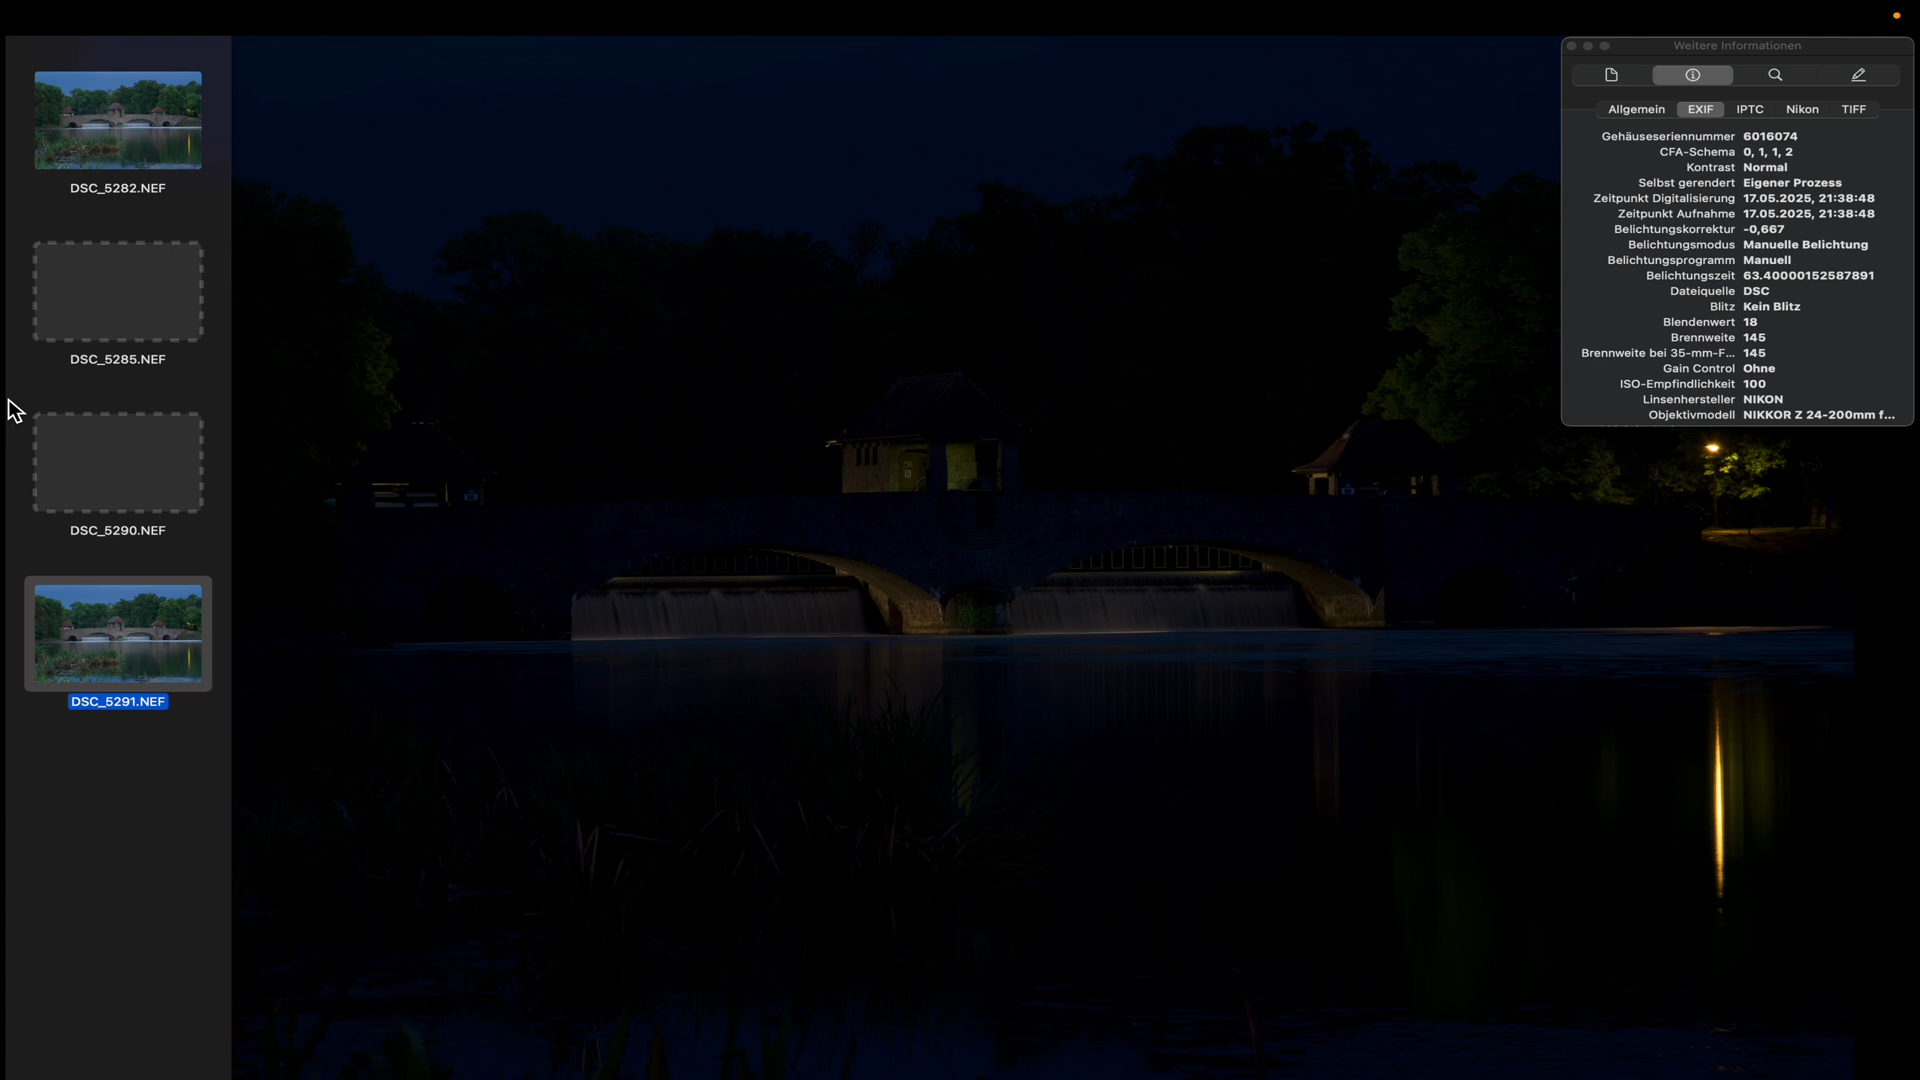 DSC_5282.NEF
DSC_5285.NEF
DSC_5290.NEF
DSC_5291.NEF
Weitere Informationen
Allgemein EXIF IPTC Nikon TIFF
Gehäuseseriennummer 6016074
CFA-Schema 0, 1, 1, 2
Kontrast Normal
Selbst gerendert Eigener Prozess
Zeitpunkt Digitalisierung 17.05.2025, 21:38:48
Zeitpunkt Aufnahme 17.05.2025, 21:38:48
Belichtungskorrektur -0,667
Belichtungsmodus Manuelle Belichtung
Belichtungsprogramm Manuell
Belichtungszeit 63.40000152587891
Dateiquelle DSC
Blitz Kein Blitz
Blendenwert 18
Brennweite 145
Brennweite bei 35-mm-F... 145
Gain Control Ohne
ISO-Empfindlichkeit 100
Linsenhersteller NIKON
Objektivmodell NIKKOR Z 24-200mm f...